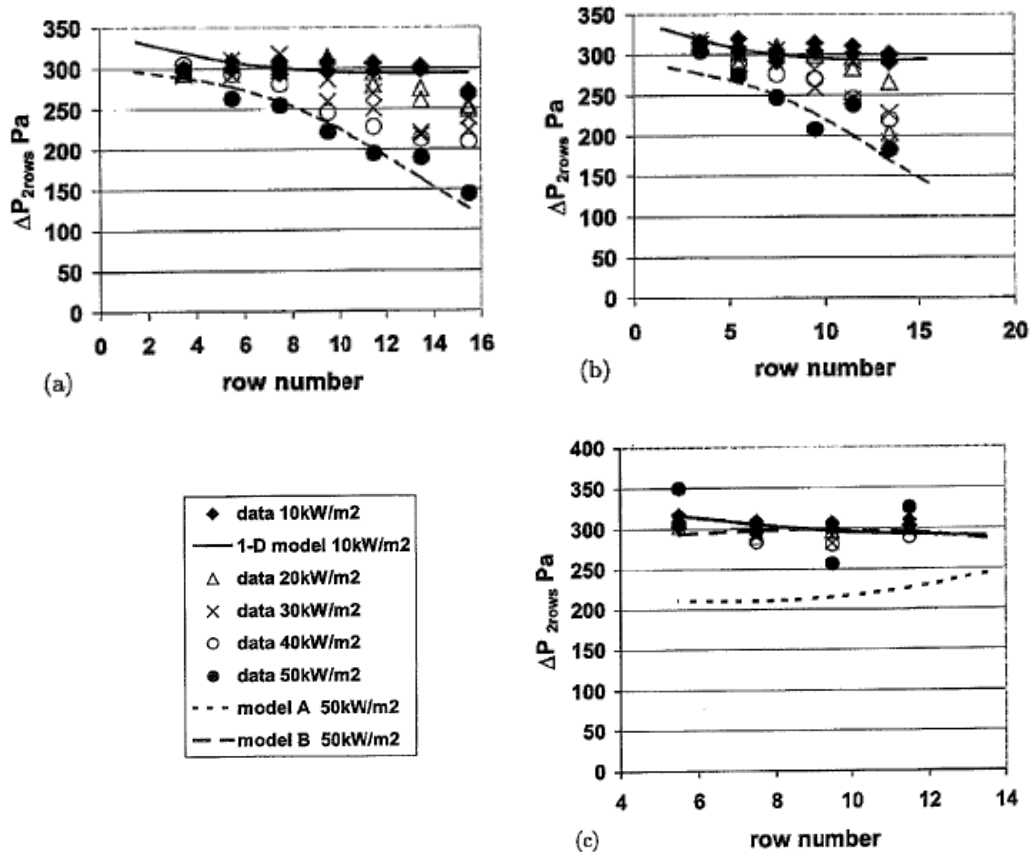 350
300
250
200
150
100
50
0
ΔP2rows Pa
0 2 4 6 8 10 12 14 16
row number
(a)
350
300
250
200
150
100
50
0
ΔP2rows Pa
0 5 10 15 20
row number
(b)
data 10kW/m2
1-D model 10kW/m2
data 20kW/m2
data 30kW/m2
data 40kW/m2
data 50kW/m2
model A 50kW/m2
model B 50kW/m2
400
350
300
250
200
150
100
50
0
ΔP2rows Pa
4 6 8 10 12 14
row number
(c)